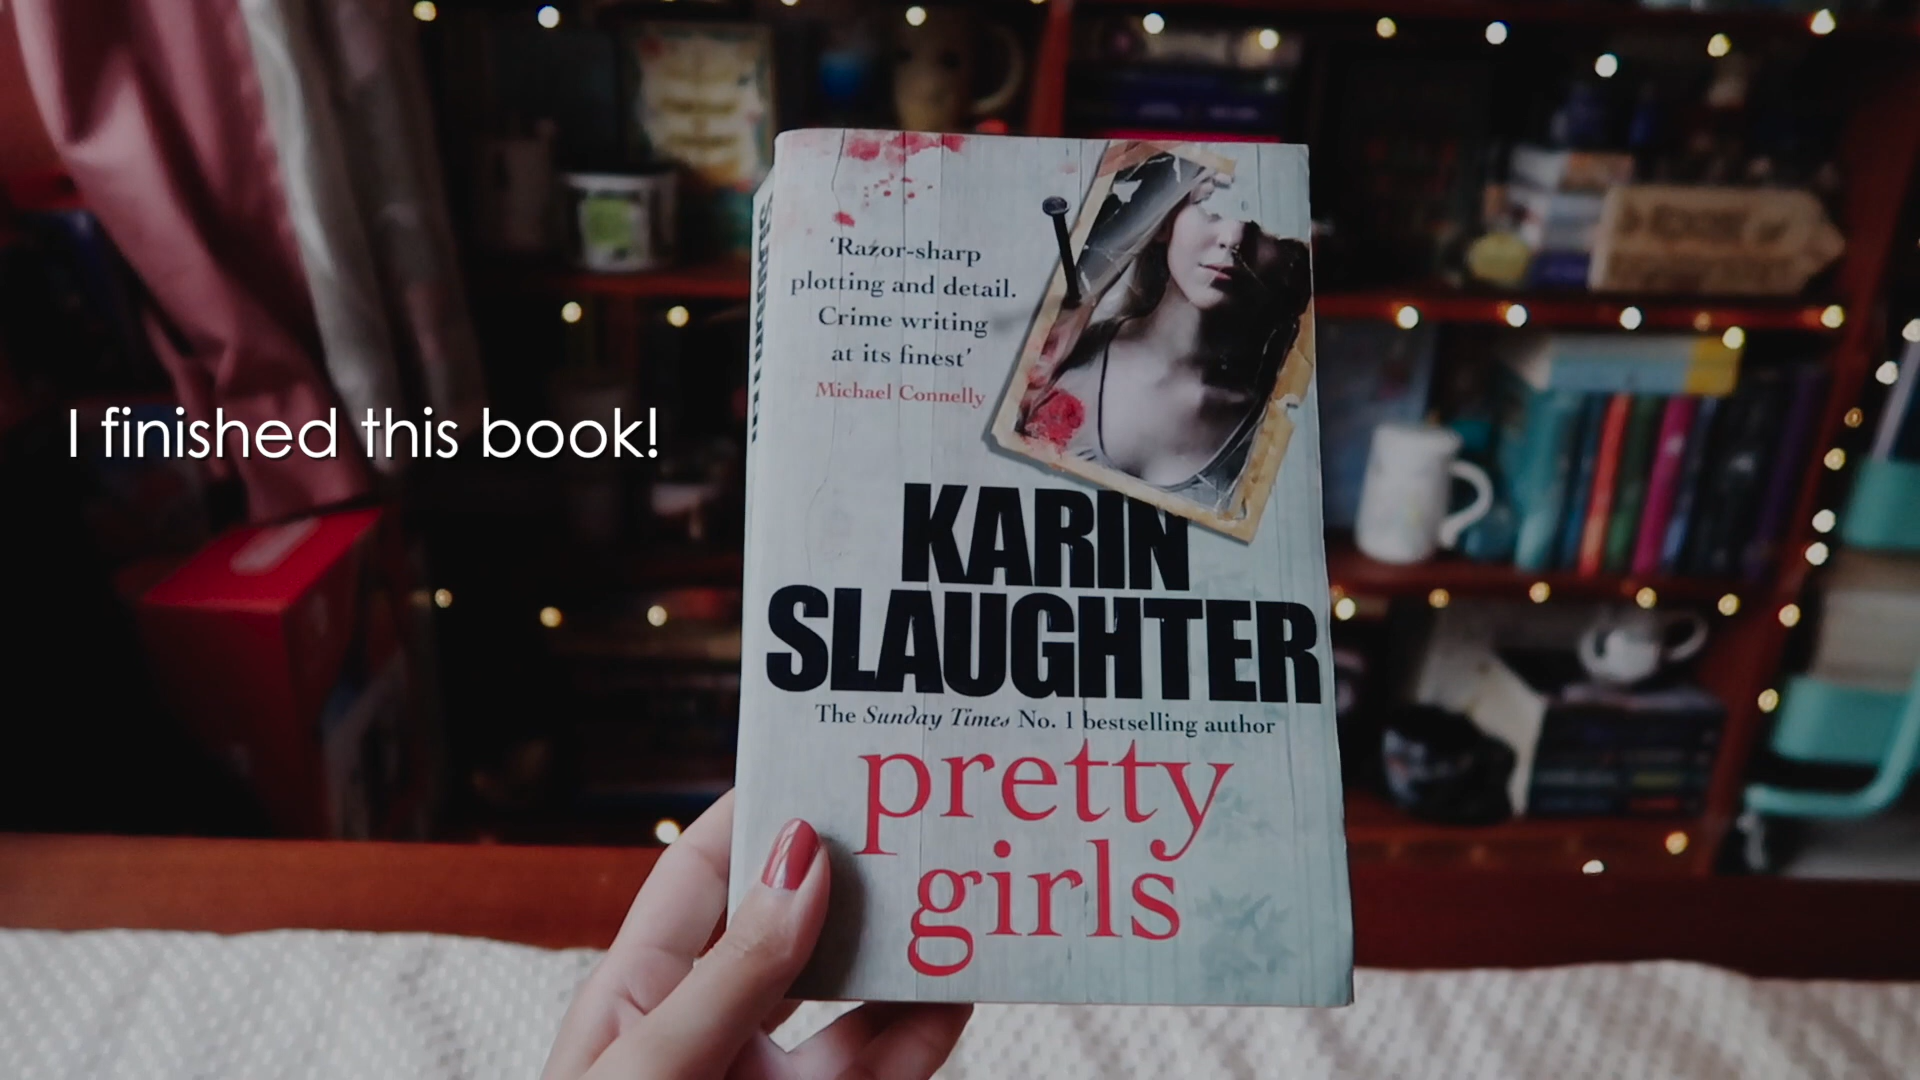 I finished this book!
'Razor-sharp
plotting and detail.
Crime writing
at its finest'
Michael Connelly
KARIN
SLAUGHTER
The Sunday Times No. 1 bestselling author
pretty
girls